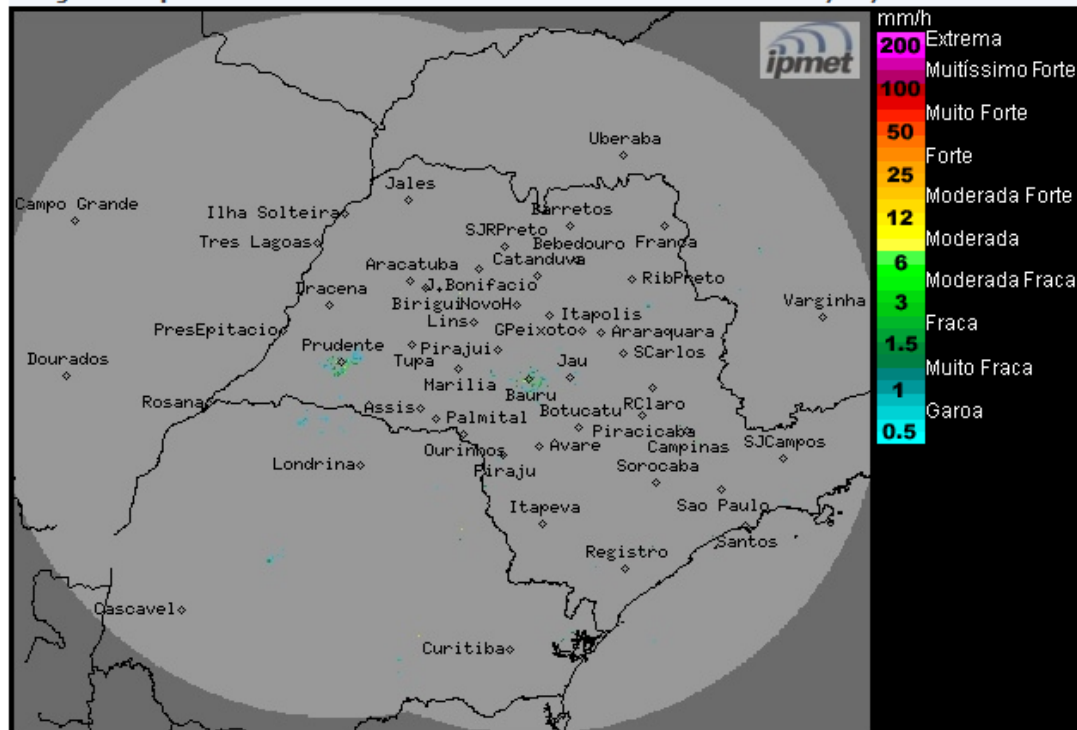 mm/h
200
Extrema
Muitíssimo Forte
100
Muito Forte
50
Forte
25
Moderada Forte
12
Moderada
6
Moderada Fraca
3
Fraca
1.5
Muito Fraca
1
Garoa
0.5
ipmet
Uberaba
Jales
Campo Grande
Ilha Solteira
Barretos
Tres Lagoas
SJRPreto
Bebedouro
Franca
Aracatuba
Catanduva
J.Bonifacio
RibPreto
Dracena
Birigui
NovoH
Itapolis
Varginha
Lins
GPeixoto
Araraquara
PresEpitacio
Prudente
Pirajui
SCarlos
Dourados
Tupa
Jau
Marilia
Bauru
Rosana
Assis
Palmital
Botucatu
RClaro
Piracicaba
Ourinhos
Avare
Campinas
SJCampos
Londrina
Piraju
Sorocaba
Itapeva
Sao Paulo
Santos
Registro
Cascavel
Curitiba